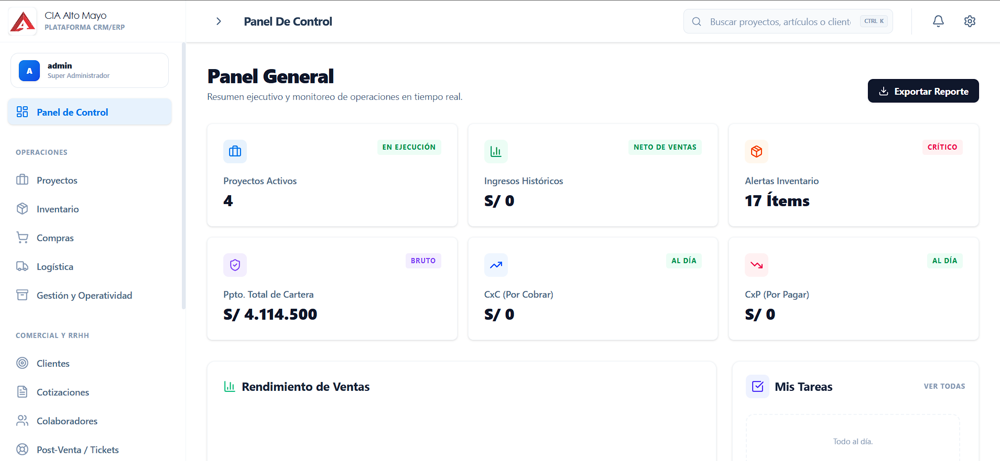 CIA Alto Mayo
PLATAFORMA CRM/ERP
Panel De Control
Buscar proyectos, artículos o client
CTRL K
A
admin
Super Administrador
Panel de Control
OPERACIONES
Proyectos
Inventario
Compras
Logística
Gestión y Operatividad
COMERCIAL Y RRHH
Clientes
Cotizaciones
Colaboradores
Post-Venta / Tickets
Panel General
Resumen ejecutivo y monitoreo de operaciones en tiempo real.
Exportar Reporte
EN EJECUCIÓN
Proyectos Activos
4
NETO DE VENTAS
Ingresos Históricos
S/ 0
CRÍTICO
Alertas Inventario
17 Ítems
BRUTO
Ppto. Total de Cartera
S/ 4.114.500
AL DÍA
CxC (Por Cobrar)
S/ 0
AL DÍA
CxP (Por Pagar)
S/ 0
Rendimiento de Ventas
Mis Tareas
VER TODAS
Todo al día.